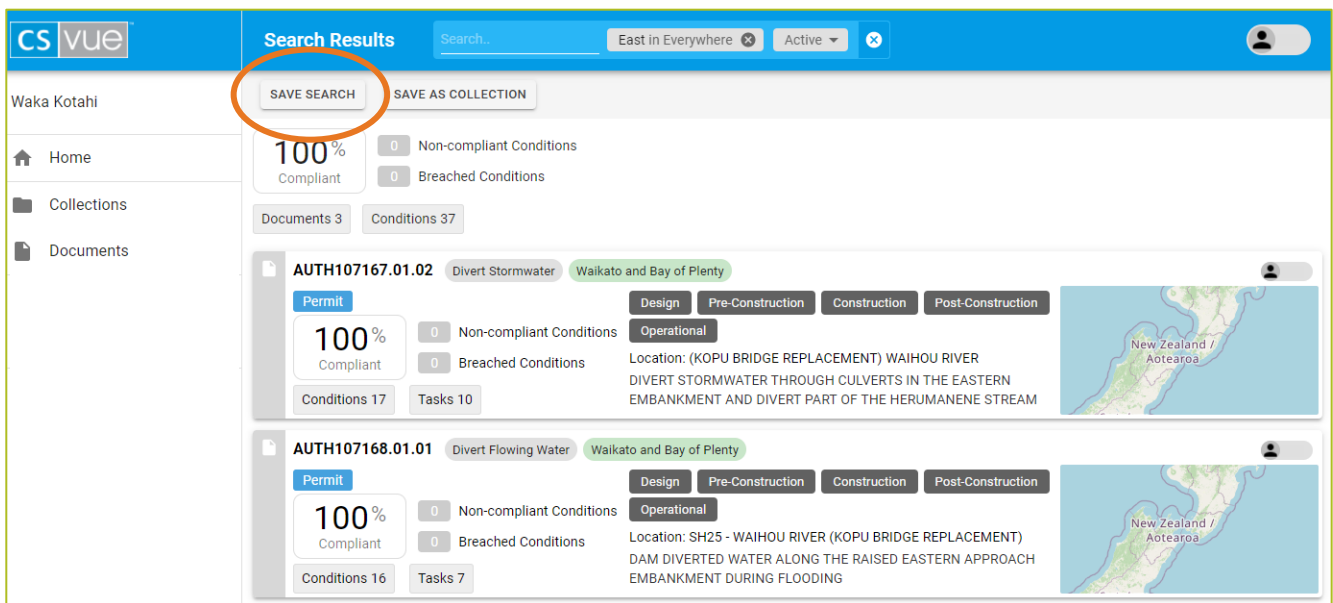 cs vue
Search Results
Search..
East in Everywhere
Active
Waka Kotahi
SAVE SEARCH
SAVE AS COLLECTION
Home
Collections
Documents
100%
Compliant
0 Non-compliant Conditions
0 Breached Conditions
Documents 3
Conditions 37
AUTH107167.01.02
Divert Stormwater
Waikato and Bay of Plenty
Permit
100%
Compliant
0 Non-compliant Conditions
0 Breached Conditions
Conditions 17
Tasks 10
Design
Pre-Construction
Construction
Post-Construction
Operational
Location: (KOPU BRIDGE REPLACEMENT) WAIHOU RIVER
DIVERT STORMWATER THROUGH CULVERTS IN THE EASTERN
EMBANKMENT AND DIVERT PART OF THE HERUMANENE STREAM
New Zealand /
Aotearoa
AUTH107168.01.01
Divert Flowing Water
Waikato and Bay of Plenty
Permit
100%
Compliant
0 Non-compliant Conditions
0 Breached Conditions
Conditions 16
Tasks 7
Design
Pre-Construction
Construction
Post-Construction
Operational
Location: SH25 - WAIHOU RIVER (KOPU BRIDGE REPLACEMENT)
DAM DIVERTED WATER ALONG THE RAISED EASTERN APPROACH
EMBANKMENT DURING FLOODING
New Zealand /
Aotearoa